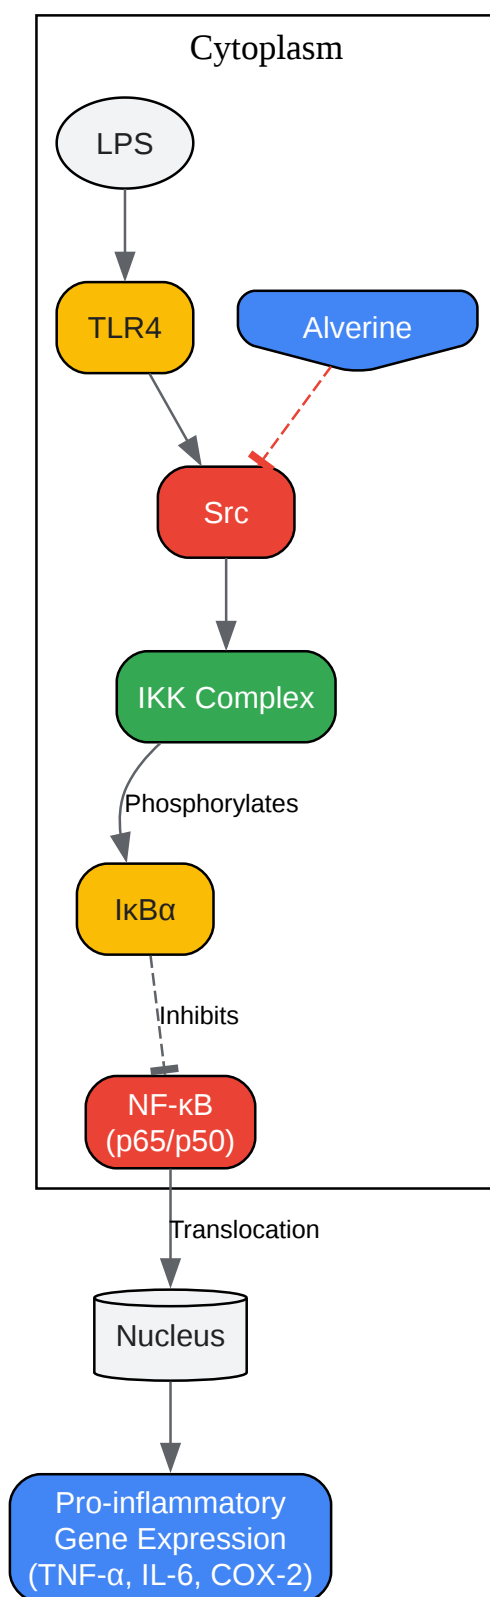 Cytoplasm
LPS
TLR4
Alverine
Src
IKK Complex
Phosphorylates
IκBα
Inhibits
NF-κB
(p65/p50)
Translocation
Nucleus
Pro-inflammatory
Gene Expression
(TNF-α, IL-6, COX-2)